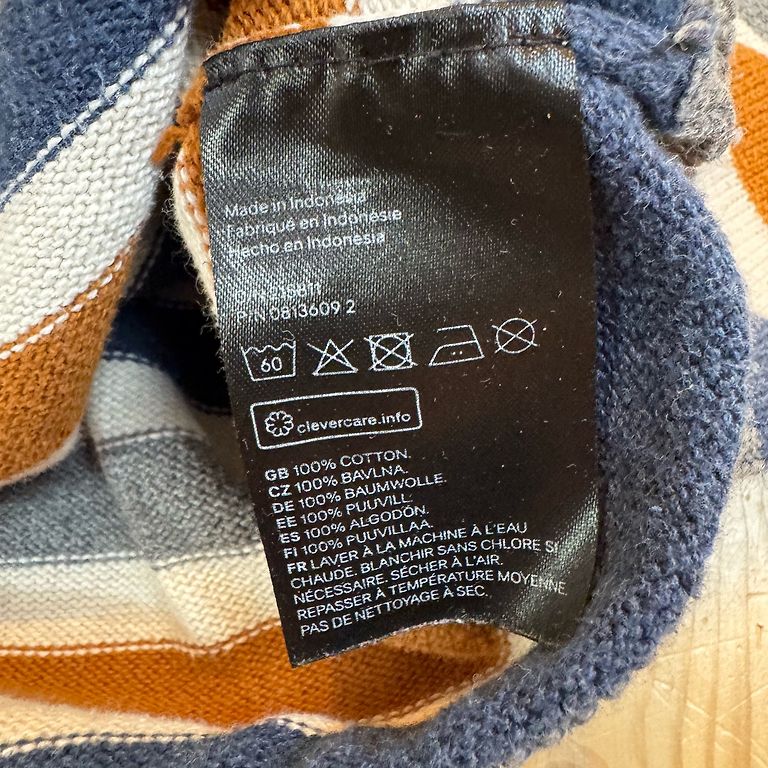 Made in Indonesia
Fabriqué en Indonésie
Hecho en Indonesia
P.N 0813609 2
60
clevercare.info
GB 100% COTTON.
CZ 100% BAVLNA.
DE 100% BAUMWOLLE.
EE 100% PUUVILL.
ES 100% ALGODÓN.
FI 100% PUUVILLAA.
FR LAVER À LA MACHINE À L'EAU
CHAUDE. BLANCHIR SANS CHLORE SI
NÉCESSAIRE. SÉCHER À L'AIR.
REPASSER À TEMPÉRATURE MOYENNE.
PAS DE NETTOYAGE À SEC.